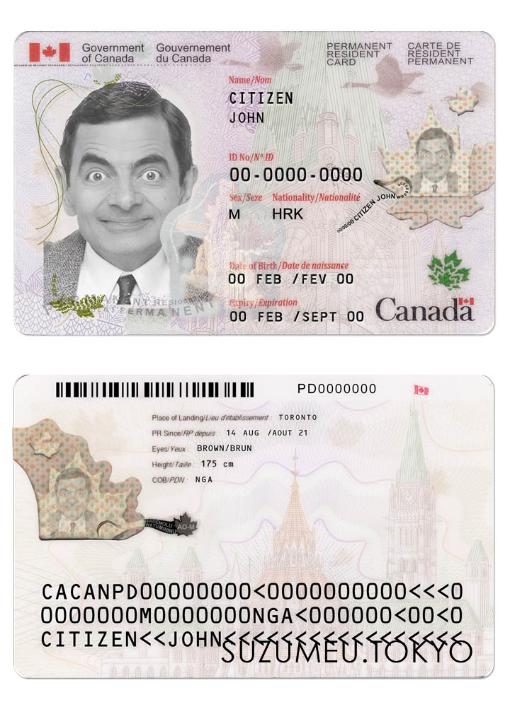 Government of Canada
Gouvernement du Canada
PERMANENT RESIDENT CARD
CARTE DE RÉSIDENT PERMANENT
Name/Nom
CITIZEN
JOHN
ID No/N° ID
00-0000-0000
Sex/Sexe Nationality/Nationalité
M HRK
CITIZEN JOHN
Date of Birth/Date de naissance
00 FEB /FEV 00
Expiry/Expiration
00 FEB /SEPT 00
Canada
PD0000000
Place of Landing/Lieu d'établissement TORONTO
PR Since/RP depuis 14 AUG /AOUT 21
Eyes/Yeux BROWN/BRUN
Height/Taille 175 cm
COB/PDN NGA
CACANPD00000000<0000000000<<<0
0000000M0000000NGA<000000<00<0
CITIZEN<<JOHN<<<<<<<<<<<<<<<<<
SUZUMEU.TOKYO